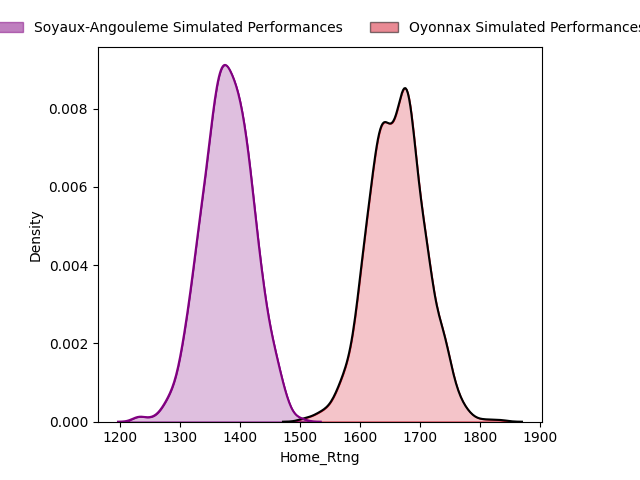 Soyaux-Angouleme Simulated Performances
Oyonnax Simulated Performances
Density
0.008
0.006
0.004
0.002
0.000
1200 1300 1400 1500 1600 1700 1800 1900
Home_Rtng